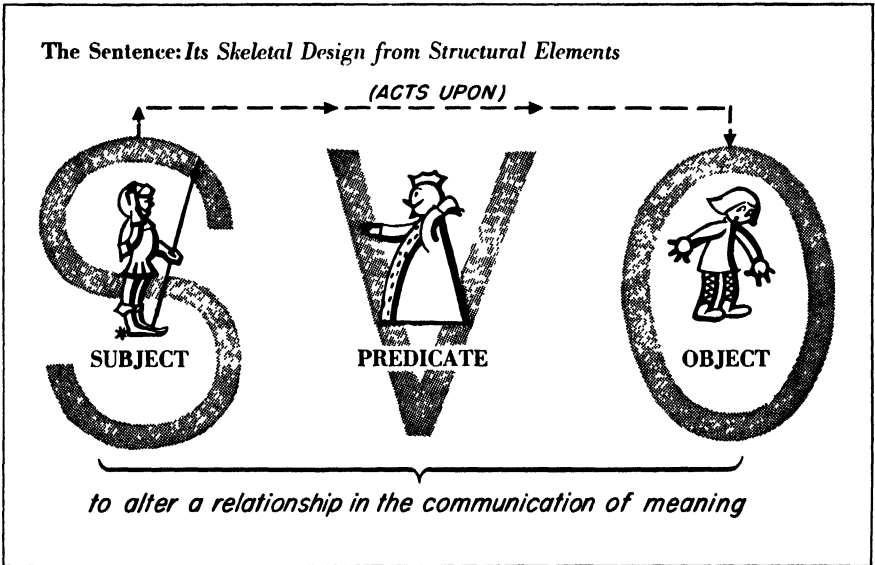 The Sentence: Its Skeletal Design from Structural Elements
(ACTS UPON)
S V O
SUBJECT PREDICATE OBJECT
to alter a relationship in the communication of meaning